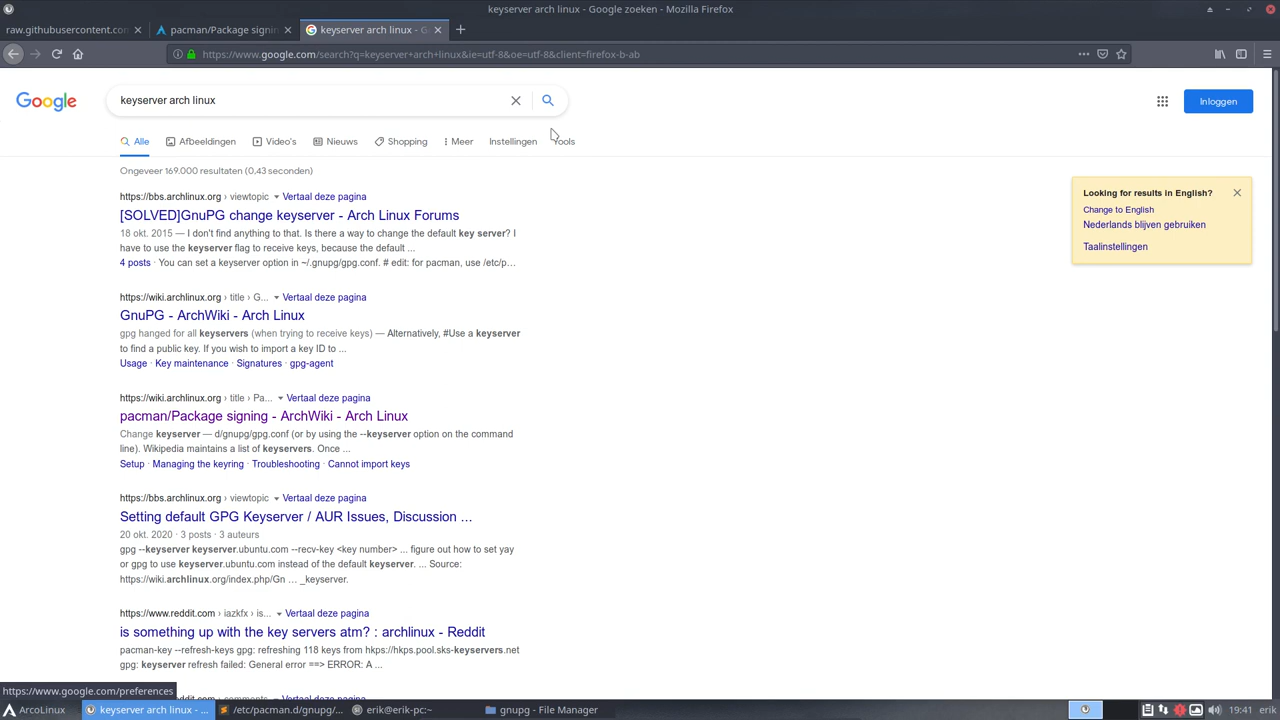 keyserver arch linux - Google zoeken - Mozilla Firefox
raw.githubusercontent.com
pacman/Package signin
keyserver arch linux - G
https://www.google.com/search?q=keyserver+arch+linux&ie=utf-8&oe=utf-8&client=firefox-b-ab
Google
keyserver arch linux
Inloggen
Alle Afbeeldingen Video's Nieuws Shopping Meer Instellingen Tools
Ongeveer 169.000 resultaten (0,43 seconden)
https://bbs.archlinux.org › viewtopic Vertaal deze pagina
[SOLVED]GnuPG change keyserver - Arch Linux Forums
18 okt. 2015 — I don't find anything to that. Is there a way to change the default key server? I
have to use the keyserver flag to receive keys, because the default ...
4 posts · You can set a keyserver option in ~/.gnupg/gpg.conf. # edit: for pacman, use /etc/p…
https://wiki.archlinux.org › title › G... Vertaal deze pagina
GnuPG - ArchWiki - Arch Linux
gpg hanged for all keyservers (when trying to receive keys) — Alternatively, #Use a keyserver
to find a public key. If you wish to import a key ID to ...
Usage · Key maintenance · Signatures · gpg-agent
https://wiki.archlinux.org › title › Pa... Vertaal deze pagina
pacman/Package signing - ArchWiki - Arch Linux
Change keyserver — d/gnupg/gpg.conf (or by using the --keyserver option on the command
line). Wikipedia maintains a list of keyservers. Once ...
Setup · Managing the keyring · Troubleshooting · Cannot import keys
https://bbs.archlinux.org › viewtopic Vertaal deze pagina
Setting default GPG Keyserver / AUR Issues, Discussion ...
20 okt. 2020 · 3 posts · 3 auteurs
gpg --keyserver keyserver.ubuntu.com --recv-key <key number> ... figure out how to set yay
or gpg to use keyserver.ubuntu.com instead of the default keyserver. ... Source:
https://wiki.archlinux.org/index.php/Gn … _keyserver.
https://www.reddit.com › iazkfx › is... Vertaal deze pagina
is something up with the key servers atm? : archlinux - Reddit
pacman-key --refresh-keys gpg: refreshing 118 keys from hkps://hkps.pool.sks-keyservers.net
gpg: keyserver refresh failed: General error ==> ERROR: A ...
Looking for results in English?
Change to English
Nederlands blijven gebruiken
Taalinstellingen
https://www.google.com/preferences
ArcoLinux
keyserver arch linux - ...
/etc/pacman.d/gnupg/...
erik@erik-pc:~
gnupg - File Manager
19:41 erik